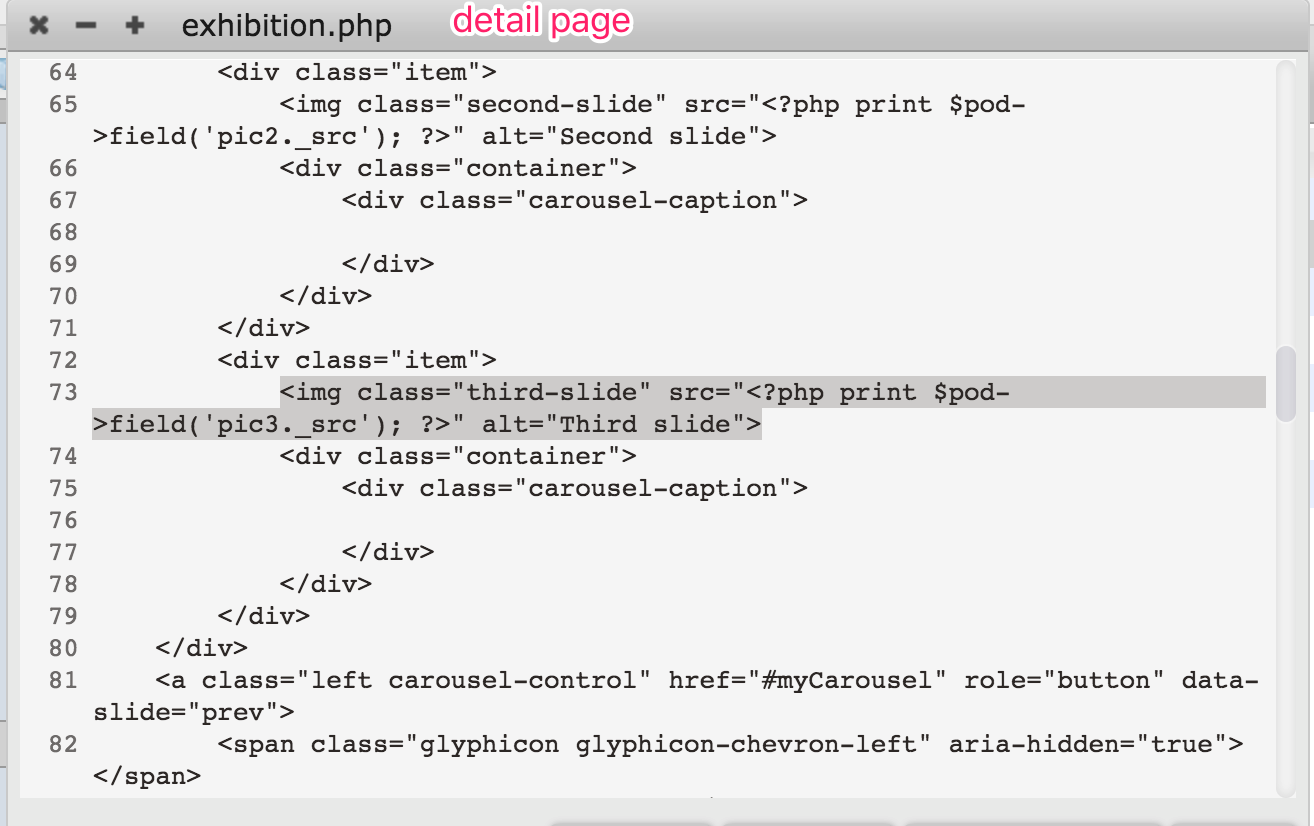 exhibition.php detail page
64 <div class="item">
65 <img class="second-slide" src="<?php print $pod-
>field('pic2._src'); ?>" alt="Second slide">
66 <div class="container">
67 <div class="carousel-caption">
68
69 </div>
70 </div>
71 </div>
72 <div class="item">
73 <img class="third-slide" src="<?php print $pod-
>field('pic3._src'); ?>" alt="Third slide">
74 <div class="container">
75 <div class="carousel-caption">
76
77 </div>
78 </div>
79 </div>
80 </div>
81 <a class="left carousel-control" href="#myCarousel" role="button" data-
slide="prev">
82 <span class="glyphicon glyphicon-chevron-left" aria-hidden="true">
</span>